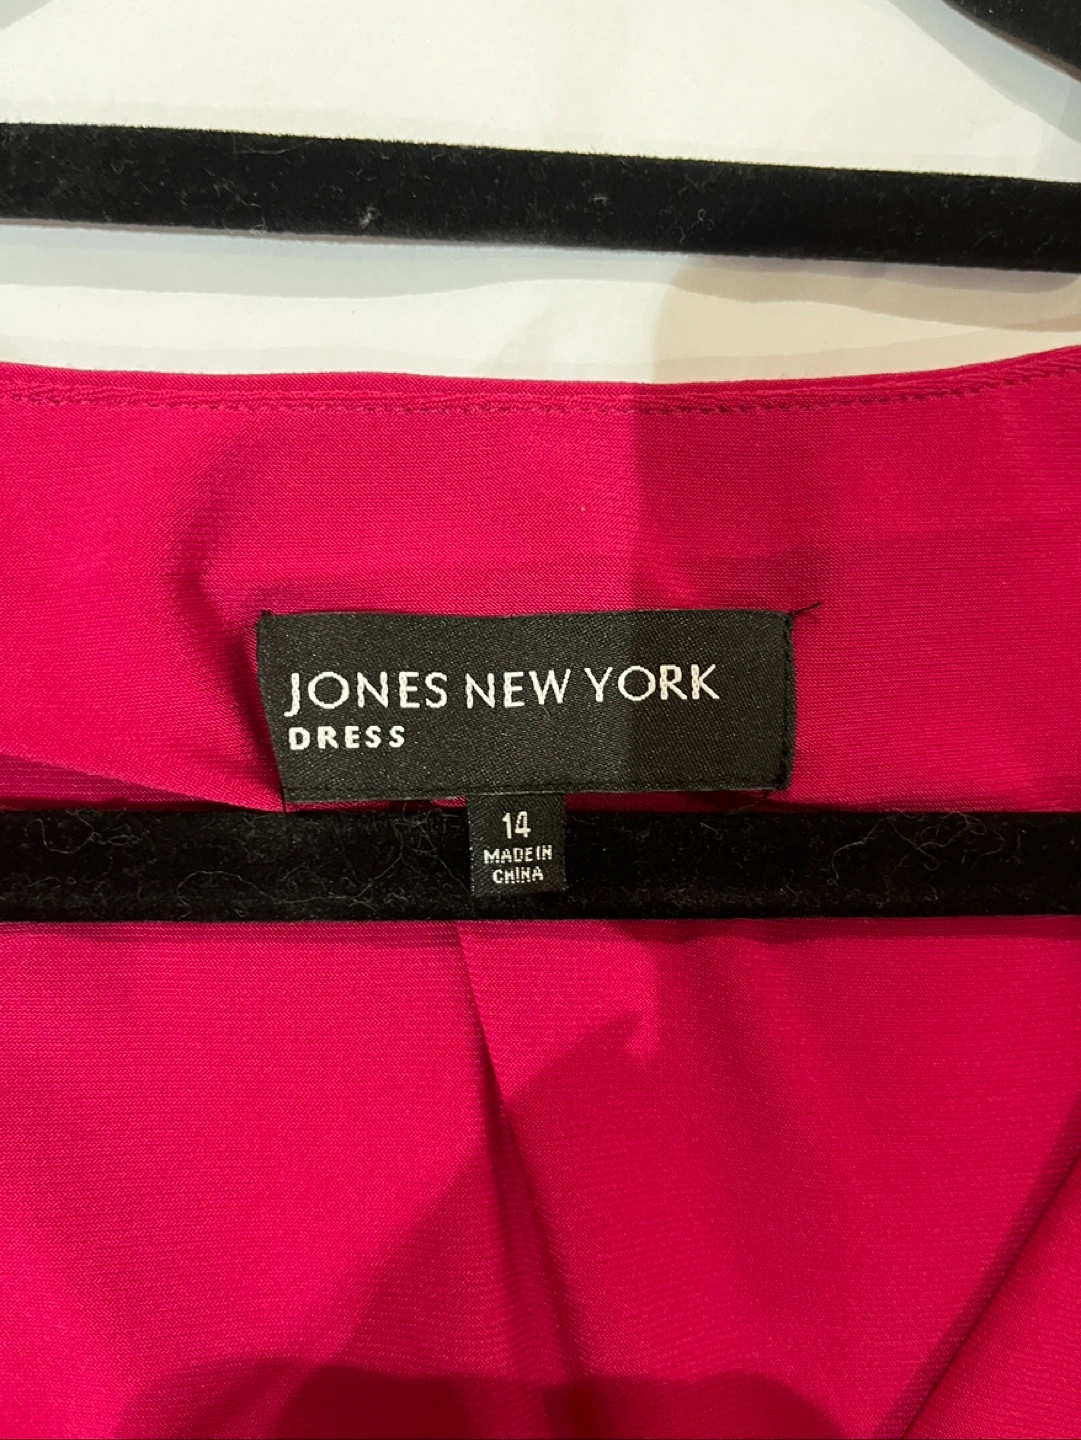 JONES NEW YORK
DRESS
14
MADE IN
CHINA